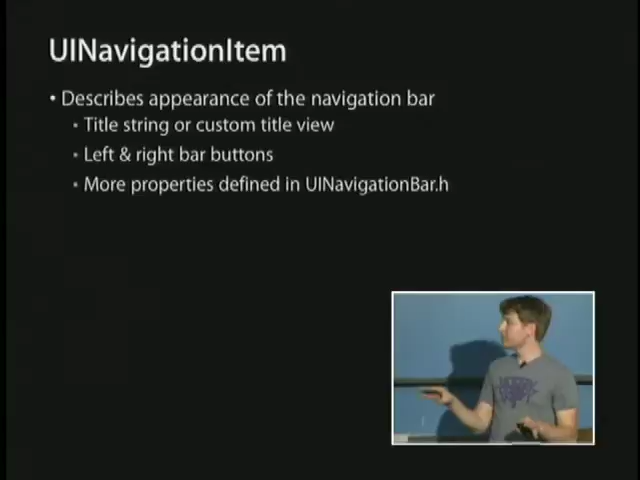 UINavigationItem
• Describes appearance of the navigation bar
• Title string or custom title view
• Left & right bar buttons
• More properties defined in UINavigationBar.h